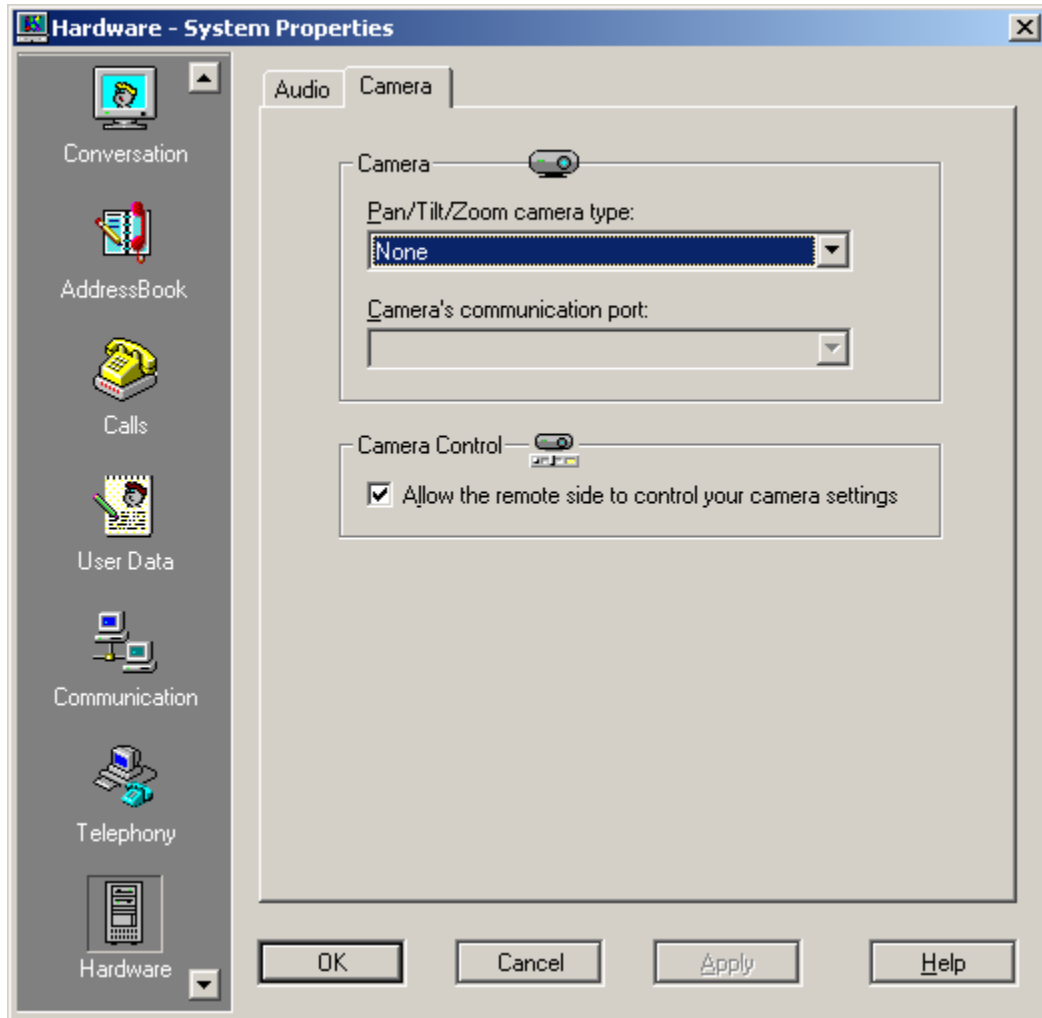 Hardware - System Properties
Conversation
AddressBook
Calls
User Data
Communication
Telephony
Hardware
Audio
Camera
Camera
Pan/Tilt/Zoom camera type:
None
Camera's communication port:
Camera Control
Allow the remote side to control your camera settings
OK
Cancel
Apply
Help